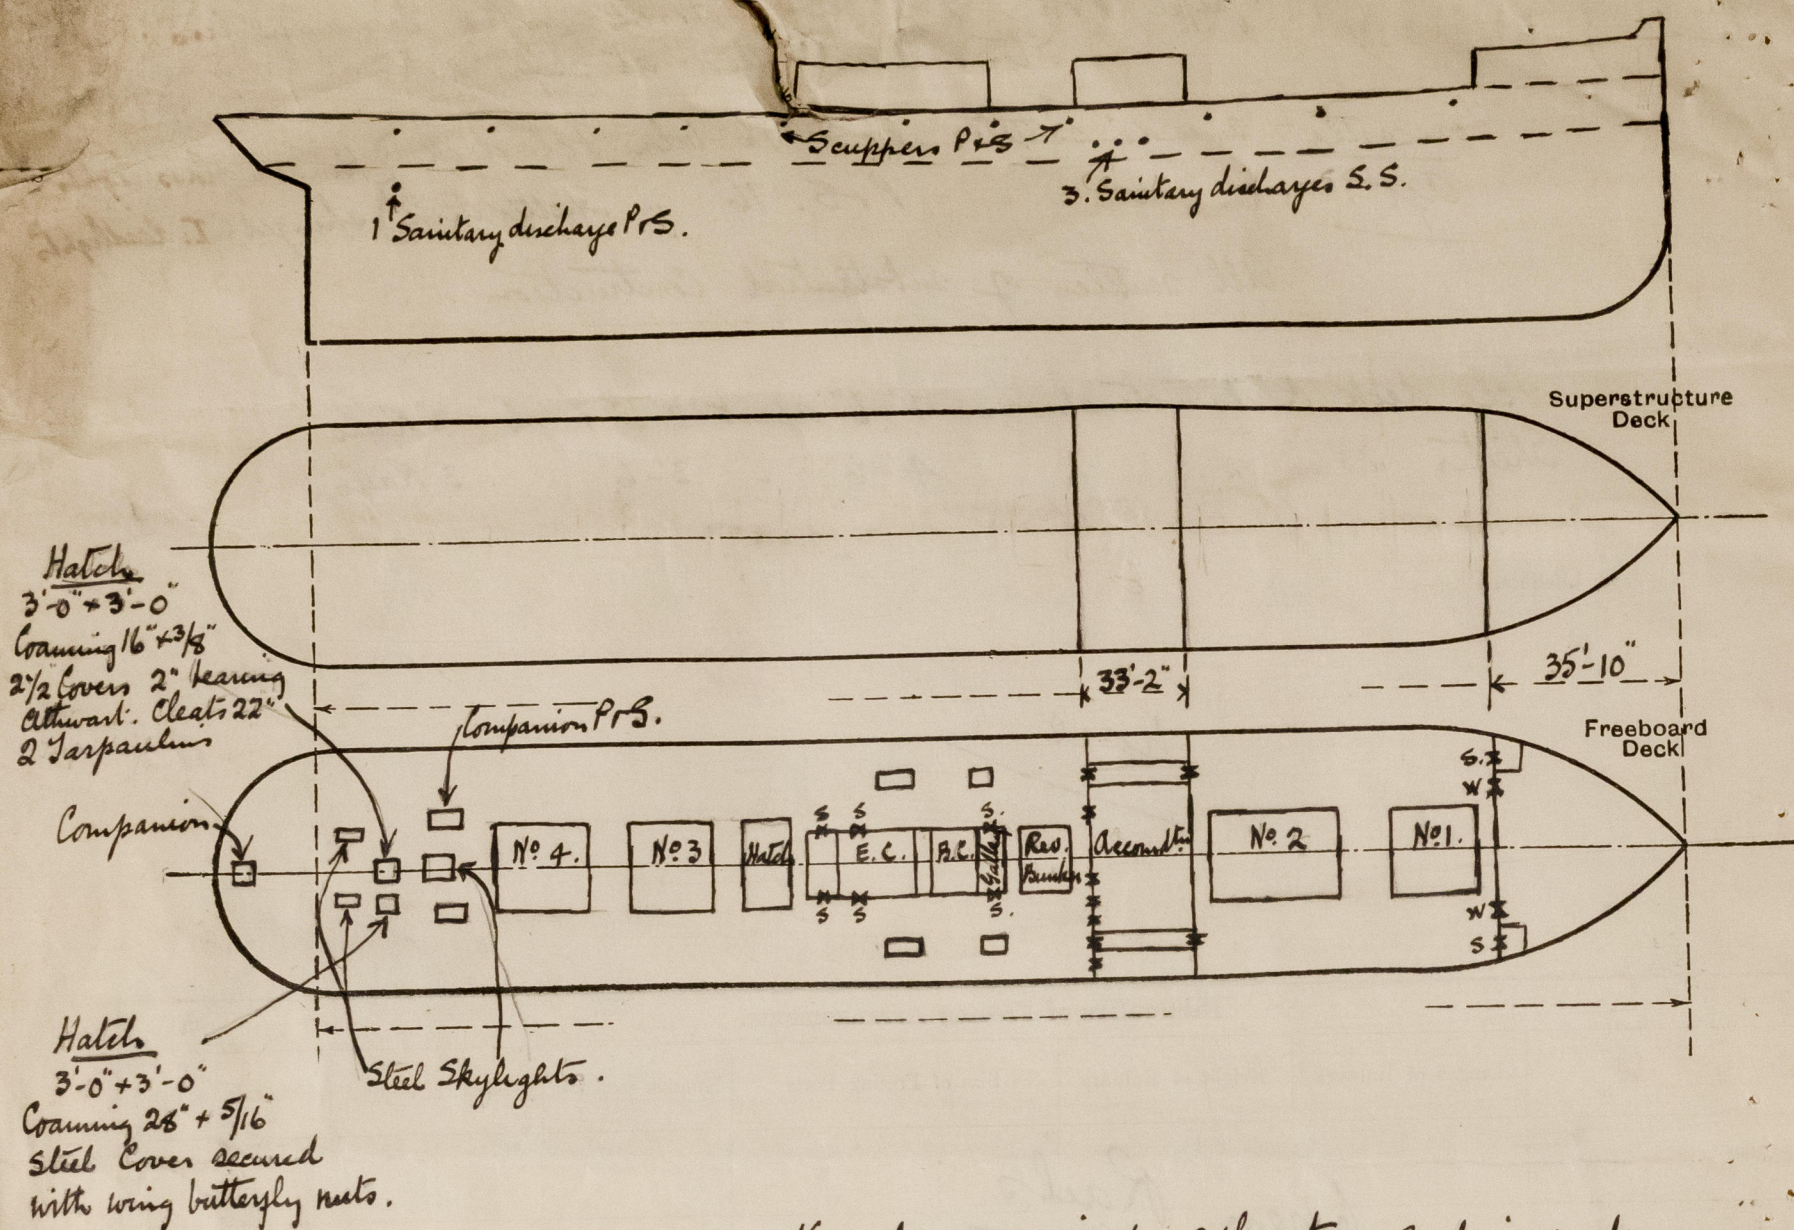 Scuppers P & S
3. Sanitary discharges S.S.
1 Sanitary discharge P & S.
Superstructure
Deck
Hatch
3'-0" × 3'-0"
Coaming 16" × 3/8"
2 1/2 Covers 2" bearing
Athwart. Cleats 22"
2 Tarpaulins
33'-2"
35'-10"
Companion P & S.
Freeboard
Deck
Companion
S. W
S S S.
No 4. No 3 Hatch E.C. B.C. Galley Res. Bunker Accomdtn No 2 No 1.
S S S.
W S
Steel Skylights.
Hatch
3'-0" + 3'-0"
Coaming 28" + 5/16"
Steel Cover secured
with wing butterfly nuts.